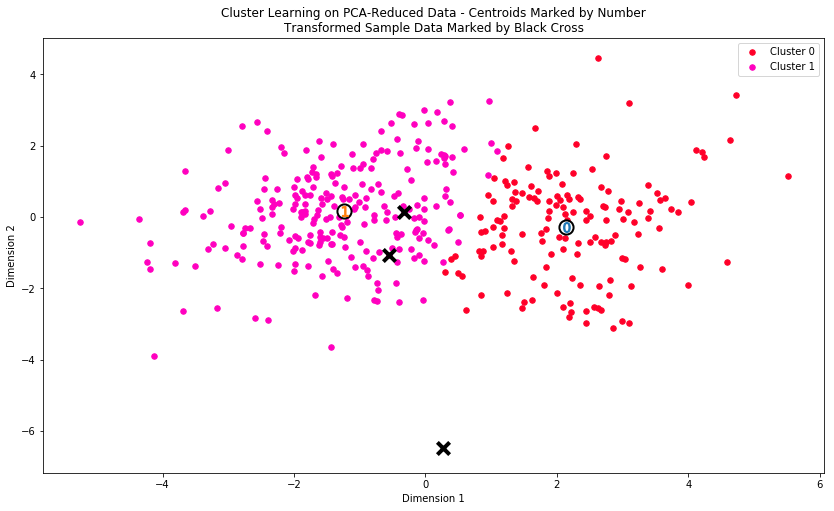 Cluster Learning on PCA-Reduced Data - Centroids Marked by Number
Transformed Sample Data Marked by Black Cross
Cluster 0
Cluster 1
4
2
0
−2
−4
−6
Dimension 2
1
0
−4
−2
0
2
4
6
Dimension 1